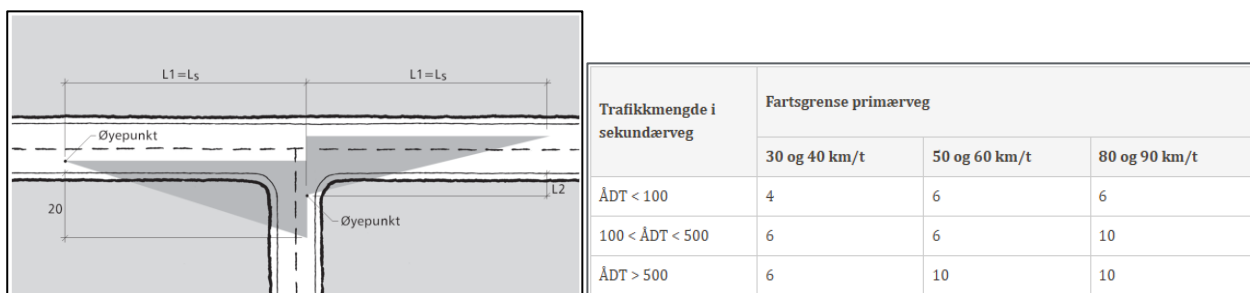 L1=Ls
L1=Ls
Øyepunkt
L2
20
Øyepunkt
Trafikkmengde i
sekundærveg
Fartsgrense primærveg
30 og 40 km/t
50 og 60 km/t
80 og 90 km/t
ÅDT < 100
4
6
6
100 < ÅDT < 500
6
6
10
ÅDT > 500
6
10
10